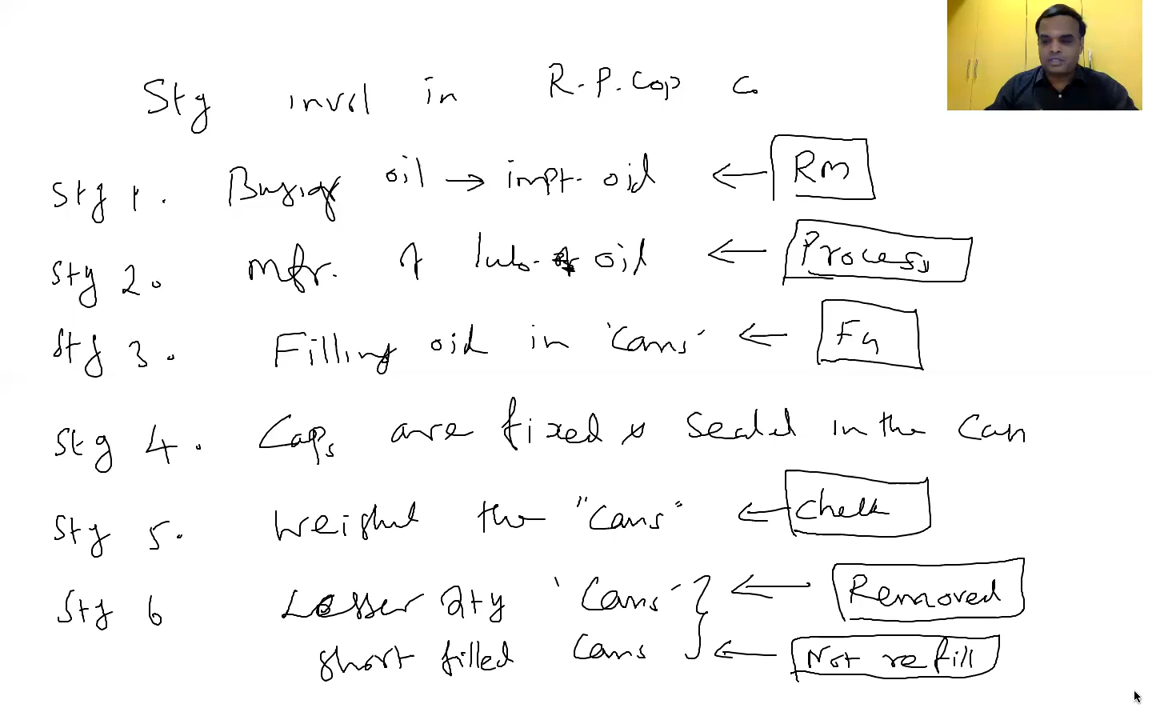 Stg invol in R.P. Cop Co
Stg 1. Buying oil → impt. oil ← RM
Stg 2. Mfr. of lub. oil ← Process
Stg 3. Filling oil in 'Cans' ← FG
Stg 4. Caps are fixed & Sealed in the Can
Stg 5. Weight the "Cans" ← Check
Stg 6 Lesser Qty 'Cans' ← Removed
Short filled Cans ← Not refill